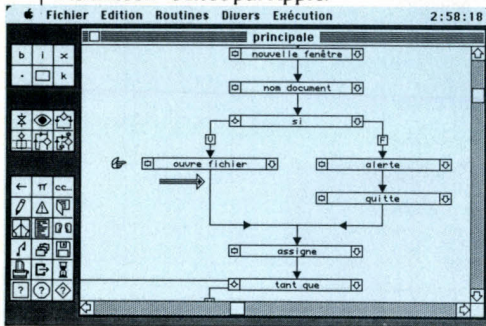 Fichier Edition Routines Divers Exécution 2:58:18
principale
b i x
k
nouvelle fenêtre
nom document
si
V F
ouvre fichier alerte
quitte
← π cc...
assigne
tant que
? ? ?